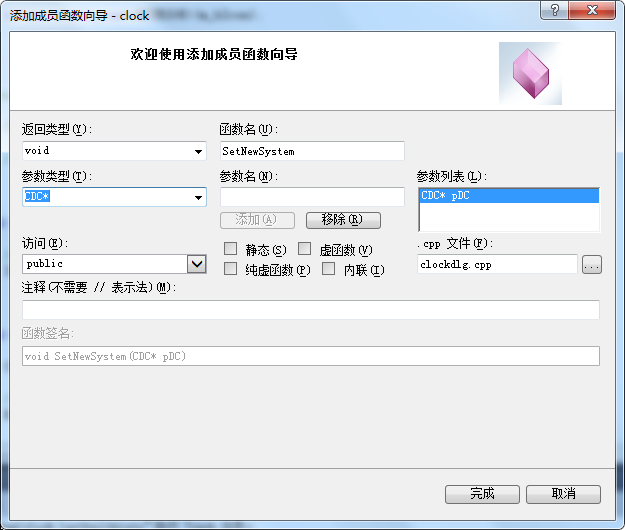 添加成员函数向导 - clock
欢迎使用添加成员函数向导
返回类型(Y): 函数名(U):
void SetNewSystem
参数类型(T): 参数名(N): 参数列表(L):
CDC* CDC* pDC
添加(A) 移除(R)
访问(E): 静态(S) 虚函数(V) .cpp 文件(F):
public 纯虚函数(P) 内联(I) clockdlg.cpp ...
注释(不需要 // 表示法)(M):
函数签名:
void SetNewSystem(CDC* pDC)
完成 取消